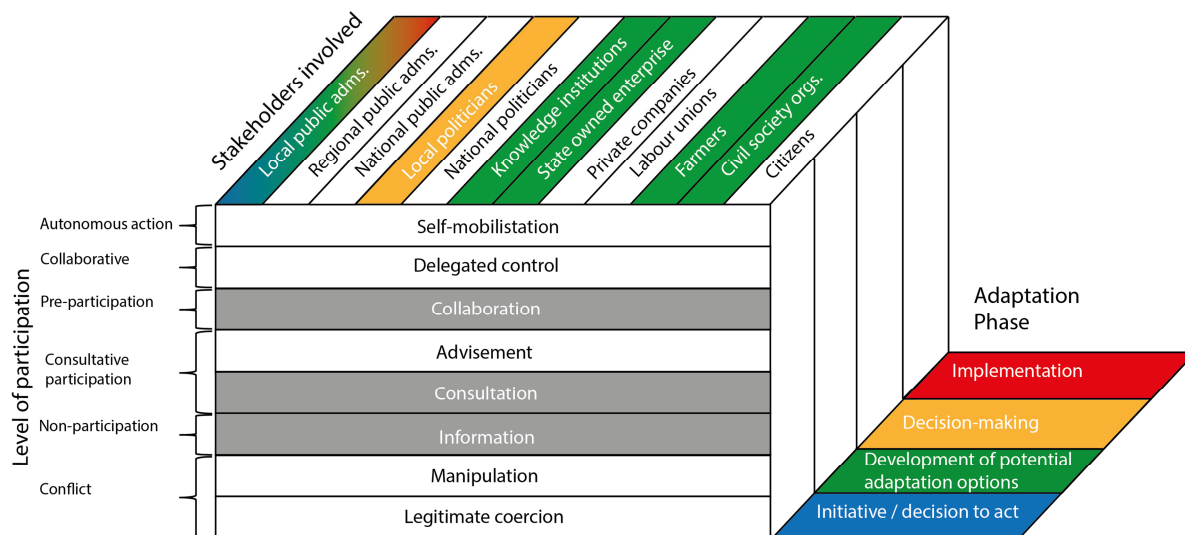 Stakeholders involved
Local public adms.
Regional public adms.
National public adms.
Local politicians
National politicians
Knowledge institutions
State owned enterprise
Private companies
Labour unions
Farmers
Civil society orgs.
Citizens
Level of participation
Autonomous action
Collaborative
Pre-participation
Consultative
participation
Non-participation
Conflict
Self-mobilistation
Delegated control
Collaboration
Advisement
Consultation
Information
Manipulation
Legitimate coercion
Adaptation
Phase
Implementation
Decision-making
Development of potential
adaptation options
Initiative / decision to act